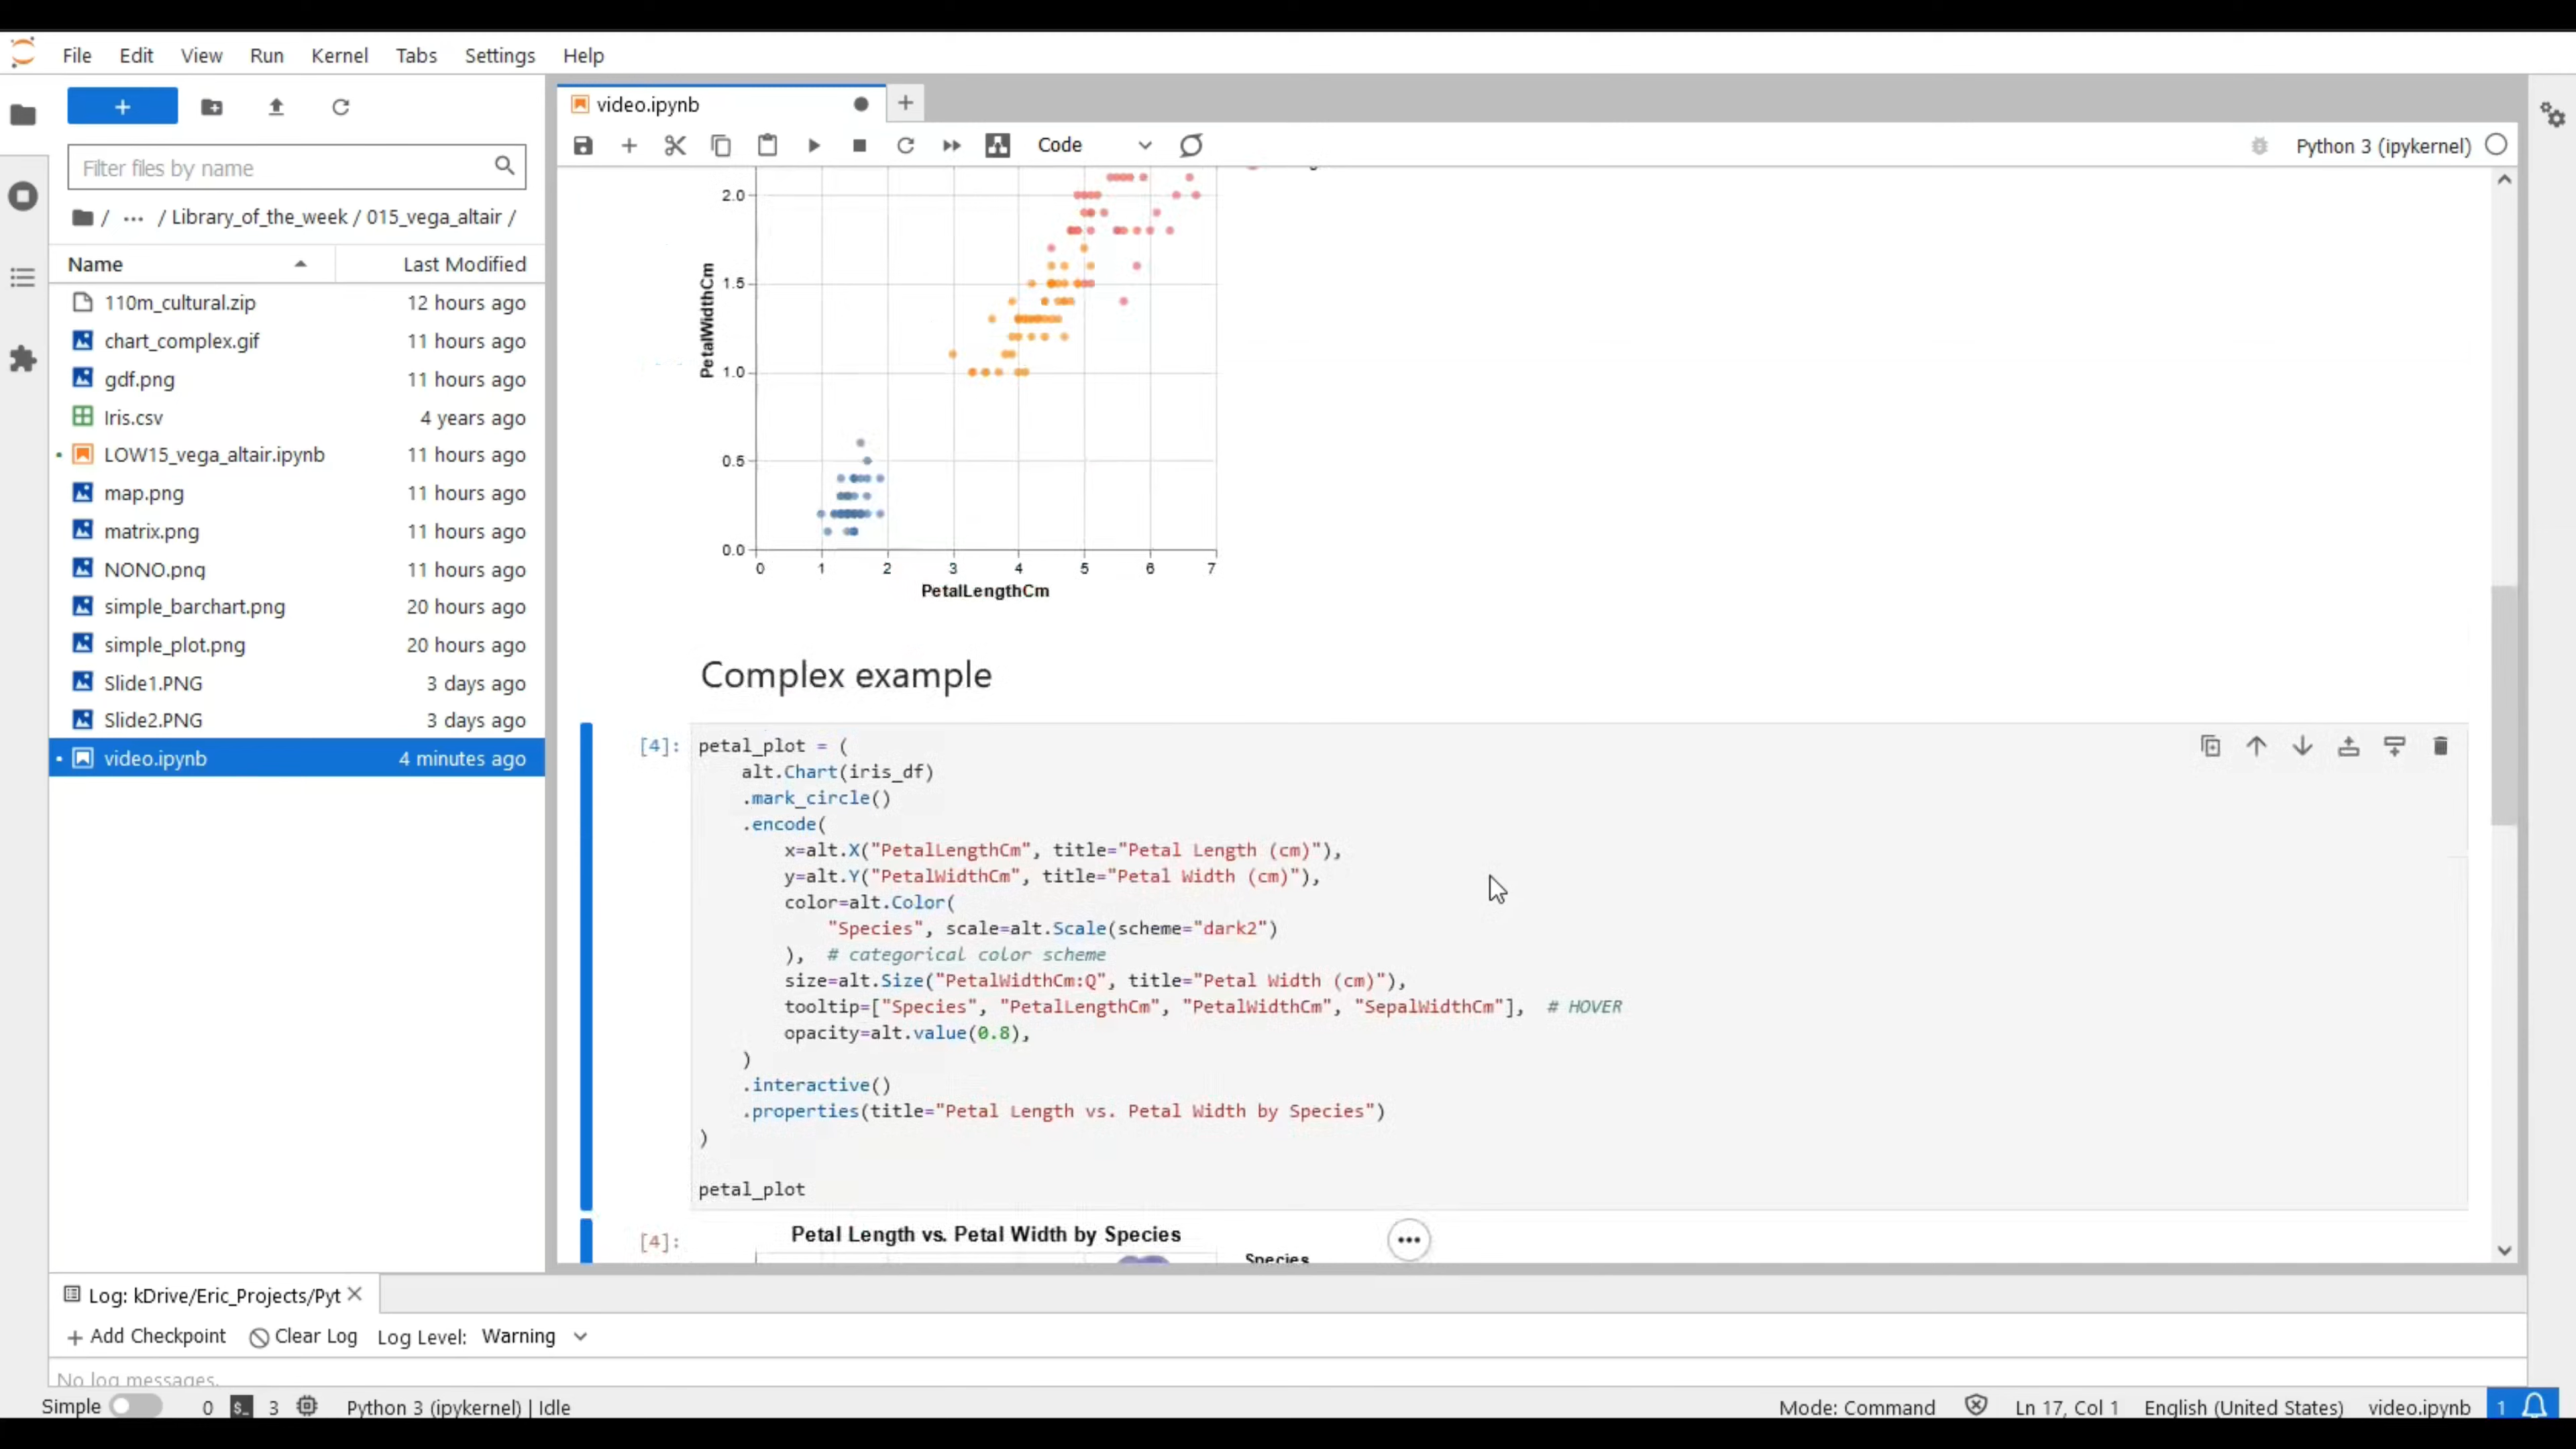 File Edit View Run Kernel Tabs Settings Help
+
Filter files by name
/ ··· / Library_of_the_week / 015_vega_altair /
Name Last Modified
110m_cultural.zip 12 hours ago
chart_complex.gif 11 hours ago
gdf.png 11 hours ago
Iris.csv 4 years ago
LOW15_vega_altair.ipynb 11 hours ago
map.png 11 hours ago
matrix.png 11 hours ago
NONO.png 11 hours ago
simple_barchart.png 20 hours ago
simple_plot.png 20 hours ago
Slide1.PNG 3 days ago
Slide2.PNG 3 days ago
video.ipynb 4 minutes ago
video.ipynb
Code
Python 3 (ipykernel)
2.0
1.5
1.0
0.5
0.0
PetalWidthCm
0 1 2 3 4 5 6 7
PetalLengthCm
Complex example
[4]: petal_plot = (
alt.Chart(iris_df)
.mark_circle()
.encode(
x=alt.X("PetalLengthCm", title="Petal Length (cm)"),
y=alt.Y("PetalWidthCm", title="Petal Width (cm)"),
color=alt.Color(
"Species", scale=alt.Scale(scheme="dark2")
), # categorical color scheme
size=alt.Size("PetalWidthCm:Q", title="Petal Width (cm)"),
tooltip=["Species", "PetalLengthCm", "PetalWidthCm", "SepalWidthCm"], # HOVER
opacity=alt.value(0.8),
)
.interactive()
.properties(title="Petal Length vs. Petal Width by Species")
)
petal_plot
[4]: Petal Length vs. Petal Width by Species
Species
Log: kDrive/Eric_Projects/Pyt
+ Add Checkpoint Clear Log Log Level: Warning
No log messages.
Simple 0 $_ 3 Python 3 (ipykernel) | Idle
Mode: Command Ln 17, Col 1 English (United States) video.ipynb 1